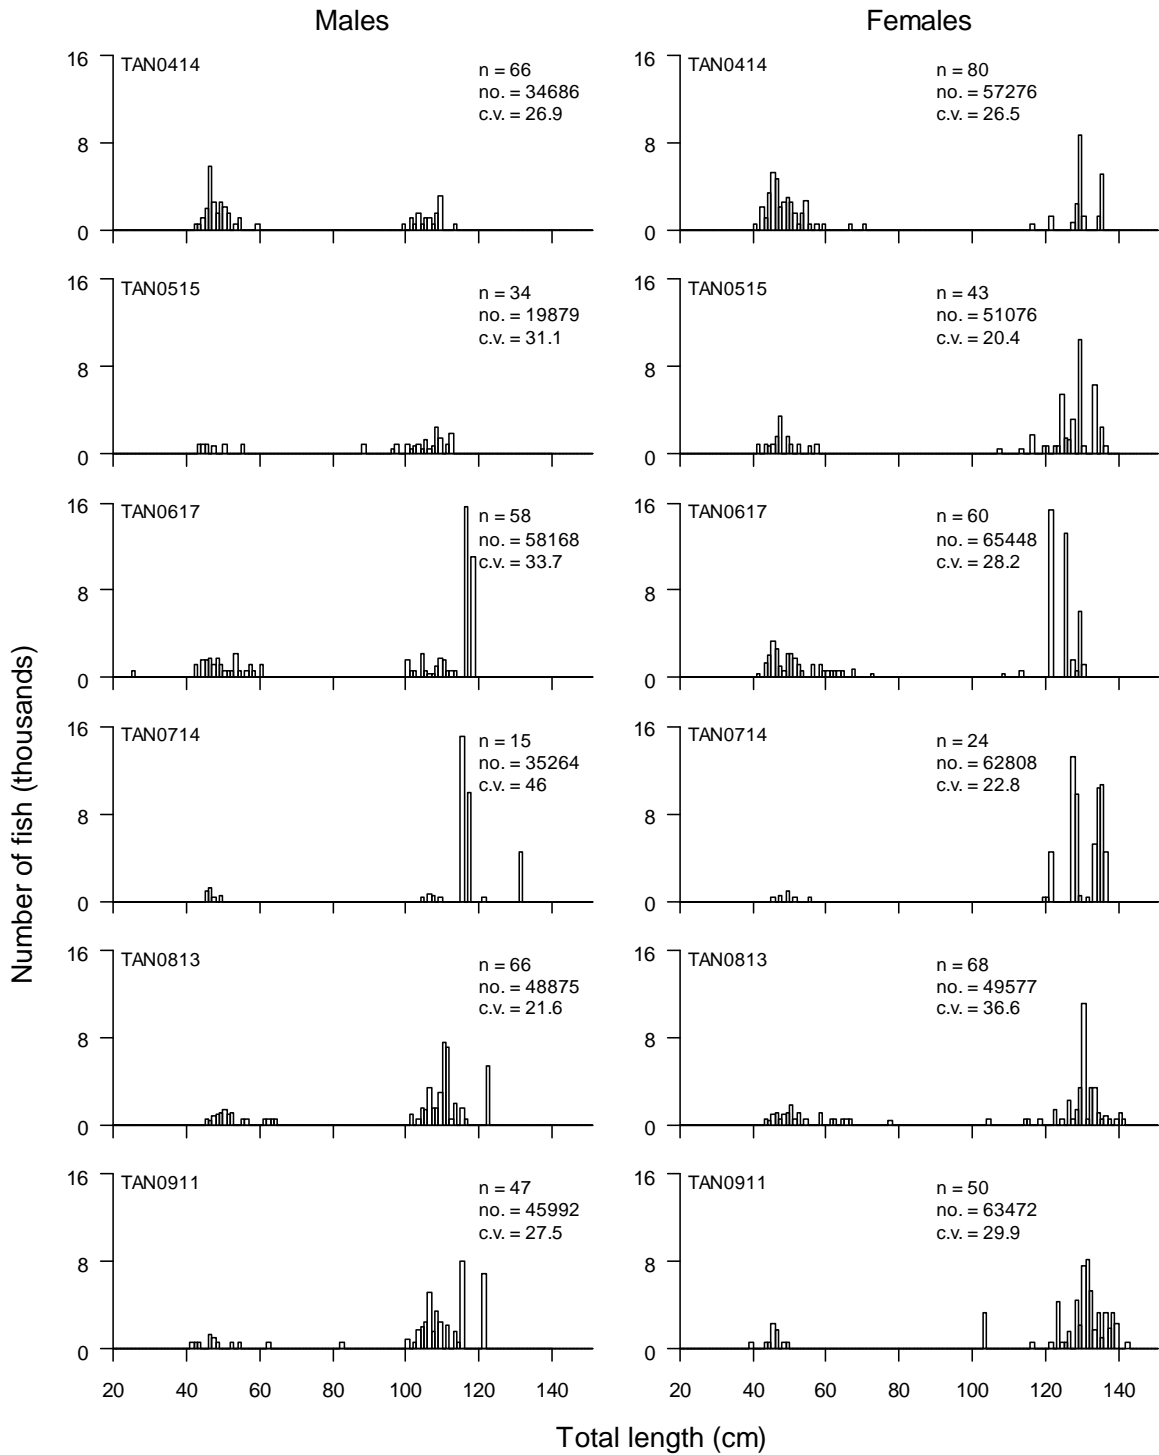 Males Females
16 TAN0414 n = 66 16 TAN0414 n = 80
no. = 34686 no. = 57276
c.v. = 26.9 c.v. = 26.5
8 8
0 0
16 TAN0515 n = 34 16 TAN0515 n = 43
no. = 19879 no. = 51076
c.v. = 31.1 c.v. = 20.4
8 8
0 0
16 TAN0617 n = 58 16 TAN0617 n = 60
no. = 58168 no. = 65448
c.v. = 33.7 c.v. = 28.2
8 8
0 0
16 TAN0714 n = 15 16 TAN0714 n = 24
no. = 35264 no. = 62808
c.v. = 46 c.v. = 22.8
8 8
0 0
16 TAN0813 n = 66 16 TAN0813 n = 68
no. = 48875 no. = 49577
c.v. = 21.6 c.v. = 36.6
8 8
0 0
16 TAN0911 n = 47 16 TAN0911 n = 50
no. = 45992 no. = 63472
c.v. = 27.5 c.v. = 29.9
8 8
0 0
20 40 60 80 100 120 140 20 40 60 80 100 120 140
Number of fish (thousands)
Total length (cm)